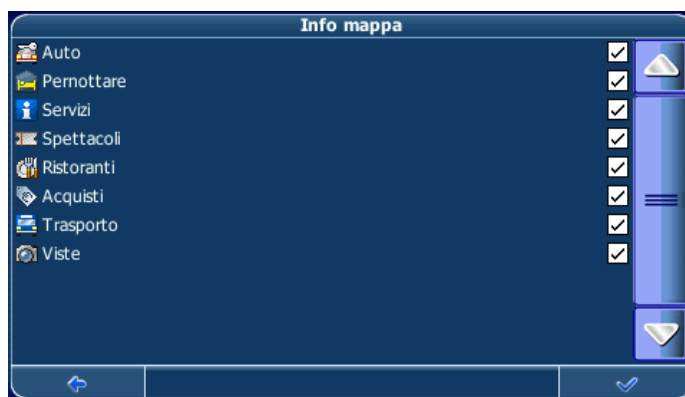 Info mappa
Auto
Pernottare
Servizi
Spettacoli
Ristoranti
Acquisti
Trasporto
Viste